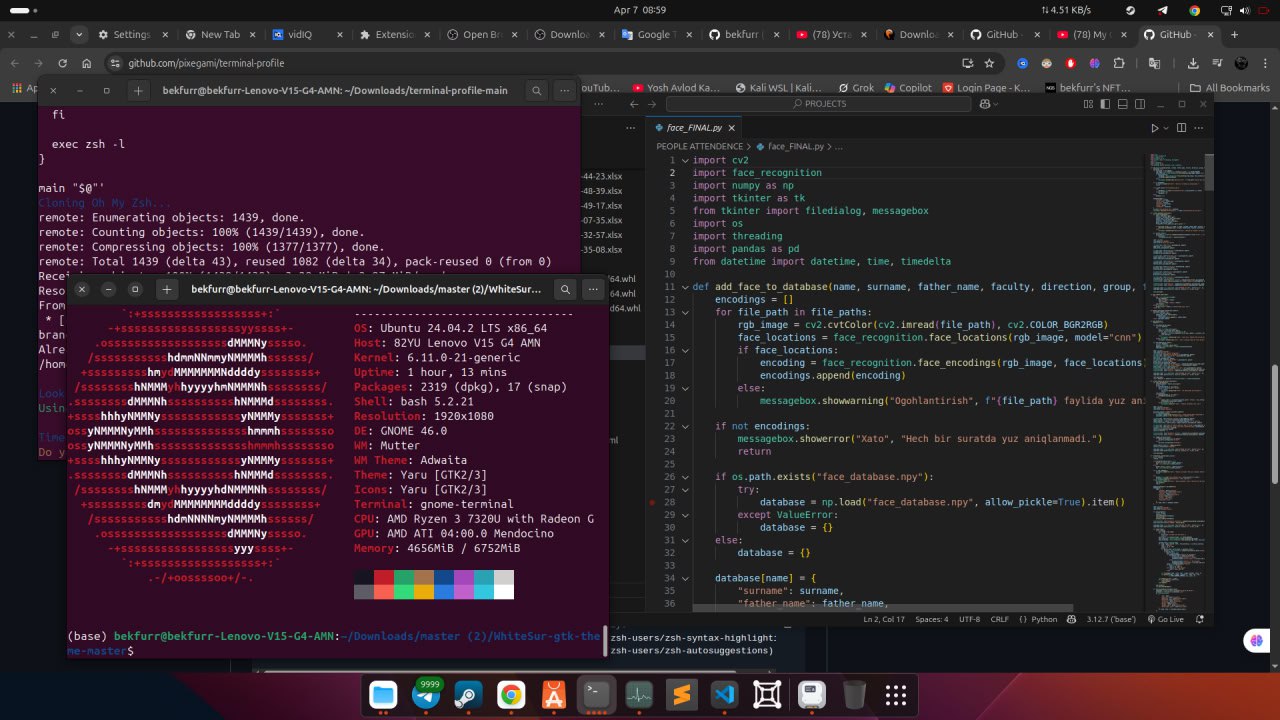 Apr 7 08:59
4.51 KB/s
Settings
New Tab
vidIQ
Extensio
Open Br
Downloa
Google T
bekfurr (
(78) Уста
Downloa
GitHub -
(78) My (
GitHub -
github.com/pixegami/terminal-profile
Yosh Avlod Ka...
Kali WSL | Kali...
Grok
Copilot
Login Page - K...
bekfurr's NFT...
All Bookmarks
bekfurr@bekfurr-Lenovo-V15-G4-AMN: ~/Downloads/terminal-profile-main
fi
exec zsh -l
}
main "$@"'
Cloning Oh My Zsh...
remote: Enumerating objects: 1439, done.
remote: Counting objects: 100% (1439/1439), done.
remote: Compressing objects: 100% (1377/1377), done.
remote: Total 1439 (delta 43), reused 1082 (delta 34), pack-reused 0 (from 0)
Reso
From
* [
bran
Alre
/hom
Look
Usin
Time
Do y
bekfurr@bekfurr-Lenovo-V15-G4-AMN: ~/Downloads/master (2)/WhiteSur-...
OS: Ubuntu 24.04.2 LTS x86_64
Host: 82YU Lenovo V15 G4 AMN
Kernel: 6.11.0-21-generic
Uptime: 1 hour, 13 mins
Packages: 2319 (dpkg), 17 (snap)
Shell: bash 5.2.21
Resolution: 1920x1080
DE: GNOME 46.0
WM: Mutter
WM Theme: Adwaita
Theme: Yaru [GTK2/3]
Icons: Yaru [GTK2/3]
Terminal: gnome-terminal
CPU: AMD Ryzen 3 7320U with Radeon G
GPU: AMD ATI 04:00.0 Mendocino
Memory: 4656MiB / 6752MiB
(base) bekfurr@bekfurr-Lenovo-V15-G4-AMN:~/Downloads/master (2)/WhiteSur-gtk-the
me-master$
44-23.xlsx
48-39.xlsx
49-17.xlsx
07-35.xlsx
32-57.xlsx
35-08.xlsx
64.whl
64.whl
zsh-users/zsh-syntax-highlight
zsh-users/zsh-autosuggestions)
PROJECTS
face_FINAL.py
PEOPLE ATTENDENCE > face_FINAL.py > ...
1 import cv2
2 import face_recognition
3 import numpy as np
4 import tkinter as tk
5 from tkinter import filedialog, messagebox
6 import os
7 import threading
8 import pandas as pd
9 from datetime import datetime, time, timedelta
10
11 def add_face_to_database(name, surname, father_name, faculty, direction, group,
12 encodings = []
13 for file_path in file_paths:
14 rgb_image = cv2.cvtColor(cv2.imread(file_path), cv2.COLOR_BGR2RGB)
15 face_locations = face_recognition.face_locations(rgb_image, model="cnn")
16 if face_locations:
17 encoding = face_recognition.face_encodings(rgb_image, face_locations
18 encodings.append(encoding)
19 else:
20 messagebox.showwarning("Ogohlantirish", f"{file_path} faylida yuz ani
21
22 if not encodings:
23 messagebox.showerror("Xato", "Hech bir suratda yuz aniqlanmadi.")
24 return
25
26 if os.path.exists("face_database.npy"):
27 try:
28 database = np.load("face_database.npy", allow_pickle=True).item()
29 except ValueError:
30 database = {}
31 else:
32 database = {}
33
34 database[name] = {
35 "surname": surname,
36 "father_name": father_name,
Ln 2, Col 17 Spaces: 4 UTF-8 CRLF {} Python 3.12.7 ('base') Go Live
9999